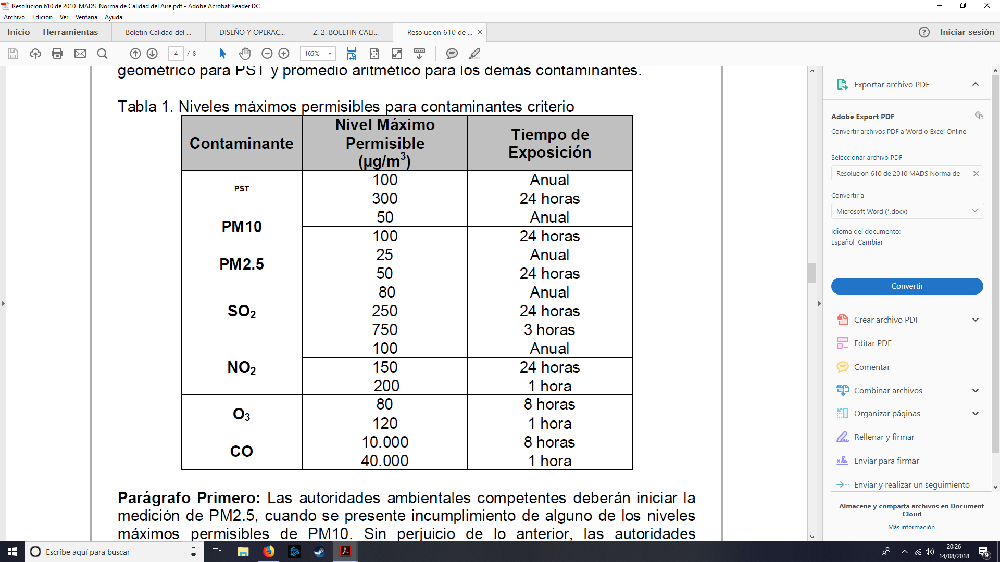 Resolucion 610 de 2010  MADS  Norma de Calidad del Aire.pdf - Adobe Acrobat Reader DC
Archivo Edición Ver Ventana Ayuda
Inicio Herramientas Boletin Calidad del ... DISEÑO Y OPERAC... Z. 2. BOLETIN CALI... Resolucion 610 de ... × Iniciar sesión
4 / 8 165%
geométrico para PST y promedio aritmético para los demás contaminantes.
Tabla 1. Niveles máximos permisibles para contaminantes criterio
Contaminante Nivel Máximo Permisible (µg/m³) Tiempo de Exposición
PST 100 Anual
300 24 horas
PM10 50 Anual
100 24 horas
PM2.5 25 Anual
50 24 horas
SO₂ 80 Anual
250 24 horas
750 3 horas
NO₂ 100 Anual
150 24 horas
200 1 hora
O₃ 80 8 horas
120 1 hora
CO 10.000 8 horas
40.000 1 hora
Parágrafo Primero: Las autoridades ambientales competentes deberán iniciar la
medición de PM2.5, cuando se presente incumplimiento de alguno de los niveles
máximos permisibles de PM10. Sin perjuicio de lo anterior, las autoridades
Exportar archivo PDF
Adobe Export PDF
Convertir archivos PDF a Word o Excel Online
Seleccionar archivo PDF
Resolucion 610 de 2010 MADS Norma de
Convertir a
Microsoft Word (*.docx)
Idioma del documento:
Español Cambiar
Convertir
Crear archivo PDF
Editar PDF
Comentar
Combinar archivos
Organizar páginas
Rellenar y firmar
Enviar para firmar
Enviar y realizar un seguimiento
Almacene y comparta archivos en Document
Cloud
Más información
Escribe aquí para buscar
20:26
14/08/2018
9